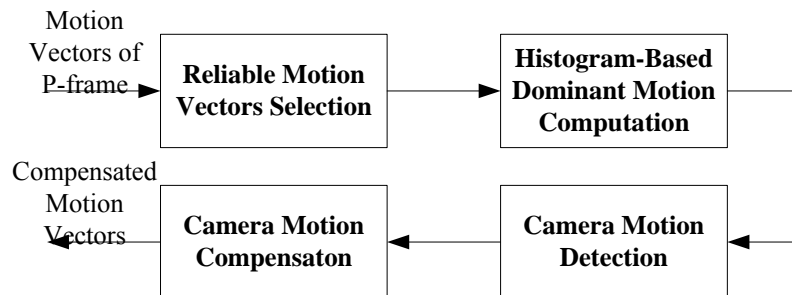 Motion
Vectors of
P-frame
Reliable Motion
Vectors Selection
Histogram-Based
Dominant Motion
Computation
Compensated
Motion
Vectors
Camera Motion
Compensaton
Camera Motion
Detection